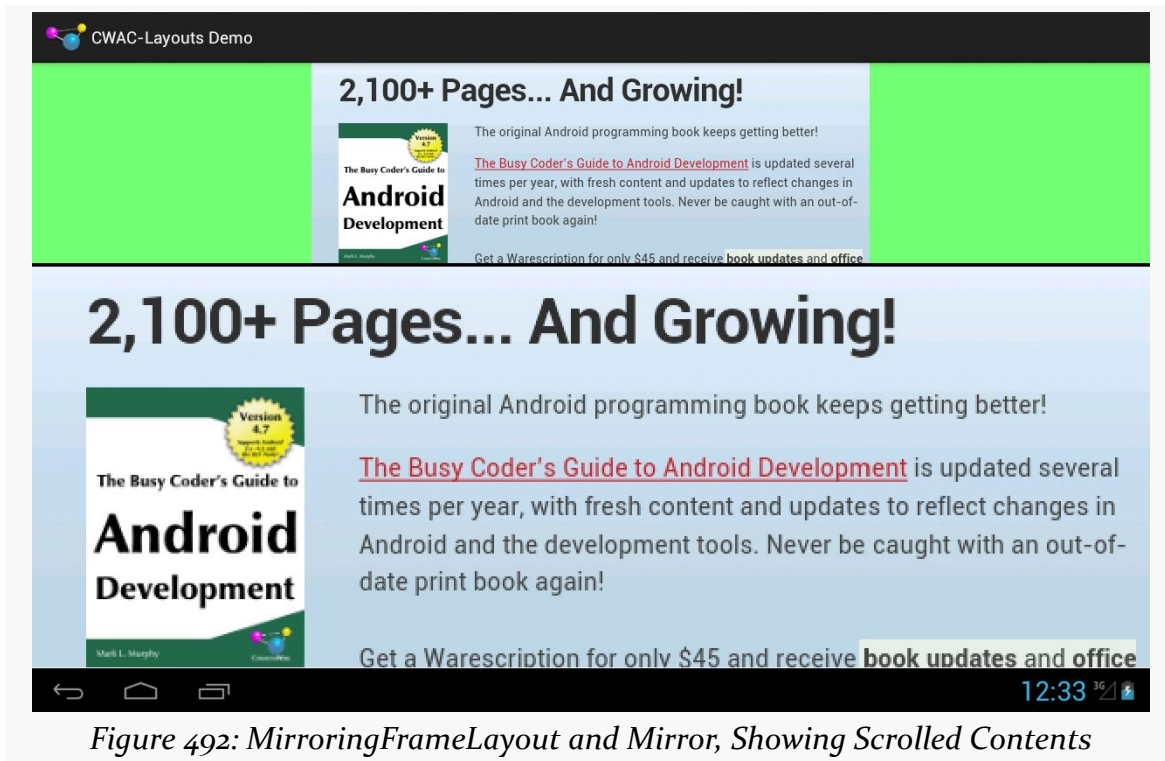 CWAC-Layouts Demo
2,100+ Pages... And Growing!
Version
4.7
The Busy Coder's Guide to
Android
Development
Mark L. Murphy
The original Android programming book keeps getting better!
The Busy Coder's Guide to Android Development is updated several
times per year, with fresh content and updates to reflect changes in
Android and the development tools. Never be caught with an out-of-
date print book again!
Get a Warescription for only $45 and receive book updates and office
2,100+ Pages... And Growing!
Version
4.7
The Busy Coder's Guide to
Android
Development
Mark L. Murphy
CommonsWare
The original Android programming book keeps getting better!
The Busy Coder's Guide to Android Development is updated several
times per year, with fresh content and updates to reflect changes in
Android and the development tools. Never be caught with an out-of-
date print book again!
Get a Warescription for only $45 and receive book updates and office
12:33 3G
Figure 492: MirroringFrameLayout and Mirror, Showing Scrolled Contents